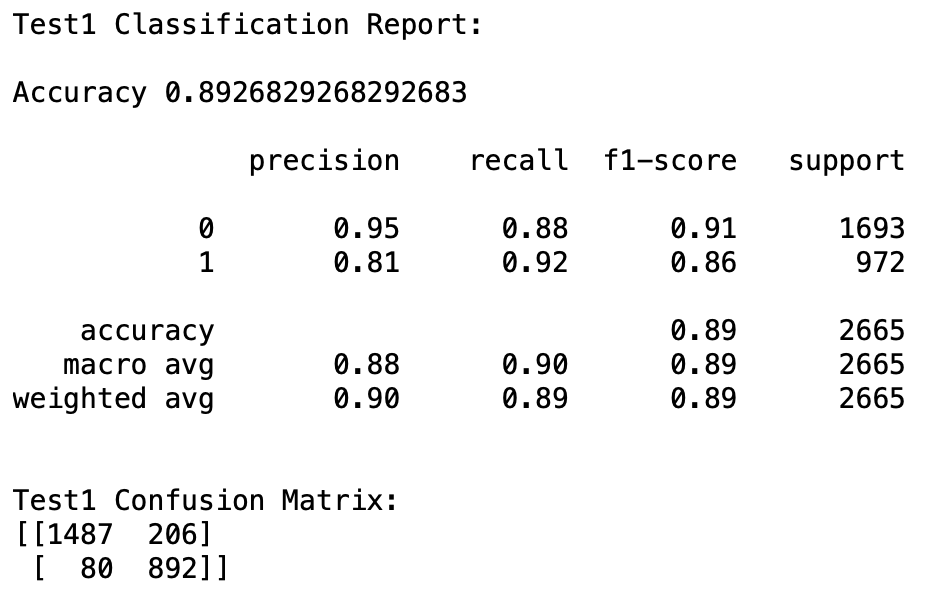 Test1 Classification Report:
Accuracy 0.8926829268292683
precision recall f1-score support
0 0.95 0.88 0.91 1693
1 0.81 0.92 0.86 972
accuracy 0.89 2665
macro avg 0.88 0.90 0.89 2665
weighted avg 0.90 0.89 0.89 2665
Test1 Confusion Matrix:
[[1487 206]
[ 80 892]]